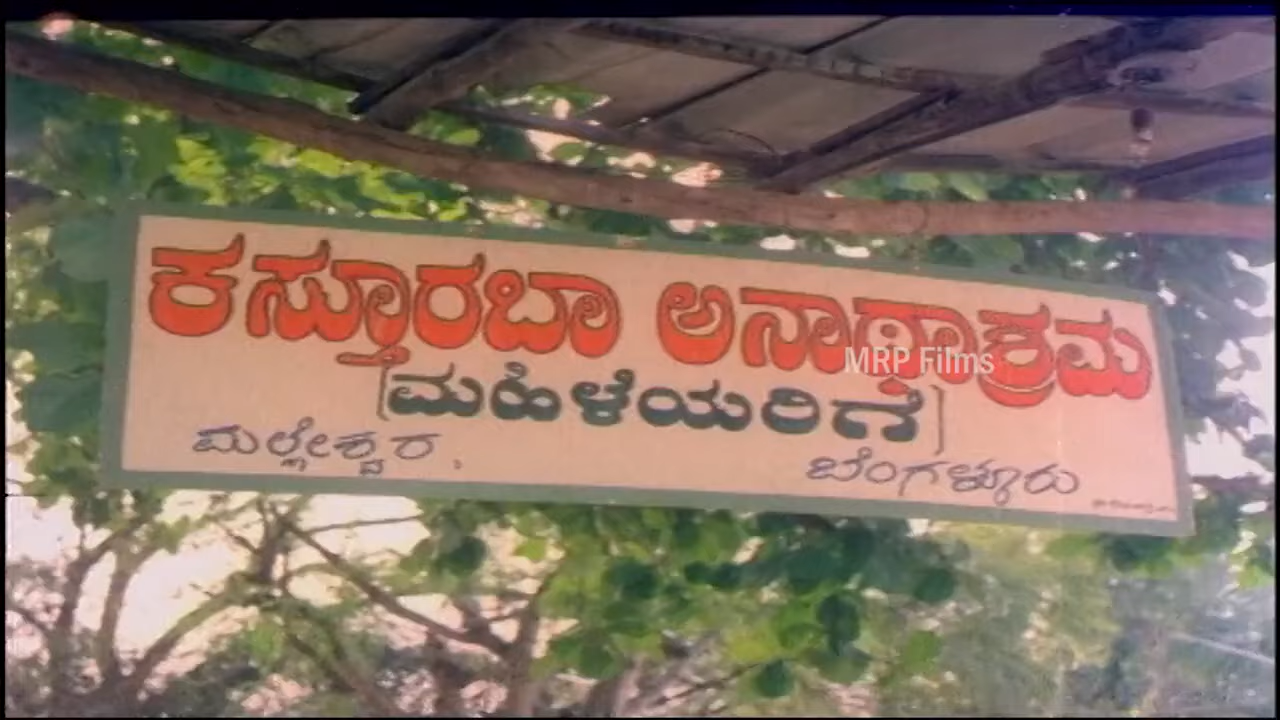 ಕಸ್ತೂರಬಾ ಅನಾಥಾಶ್ರಮ
MRP Films
(ಮಹಿಳೆಯರಿಗೆ)
ಮಲ್ಲೇಶ್ವರ, ಬೆಂಗಳ್ಳೂರು